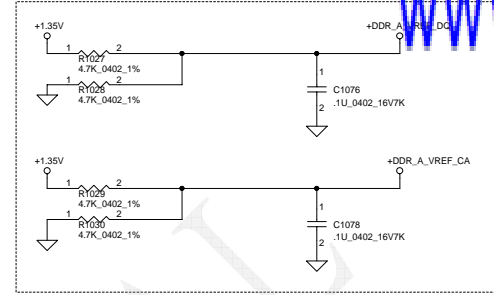 +1.35V
+DDR_A_VREF_DQ
1 2
R1027
4.7K_0402_1%
1 2
R1028
4.7K_0402_1%
1
C1076
.1U_0402_16V7K
2
+1.35V
+DDR_A_VREF_CA
1 2
R1029
4.7K_0402_1%
1 2
R1030
4.7K_0402_1%
1
C1078
.1U_0402_16V7K
2